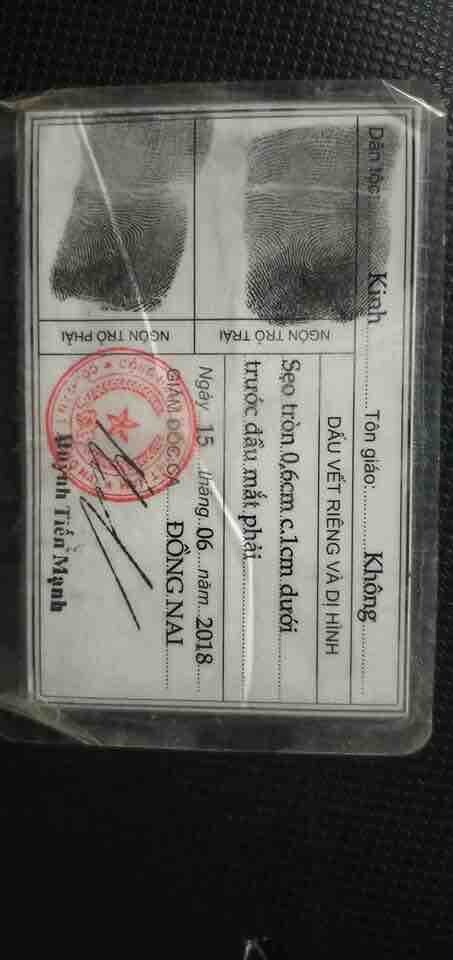 Dân tộc: Kinh Tôn giáo: Không
DẤU VẾT RIÊNG VÀ DỊ HÌNH
NGÓN TRỎ TRÁI
Sẹo tròn 0,6cm c.1cm dưới
trước đầu mắt phải
NGÓN TRỎ PHẢI
Ngày 15 tháng 06 năm 2018
GIÁM ĐỐC CA ĐỒNG NAI
Huỳnh Tiến Mạnh